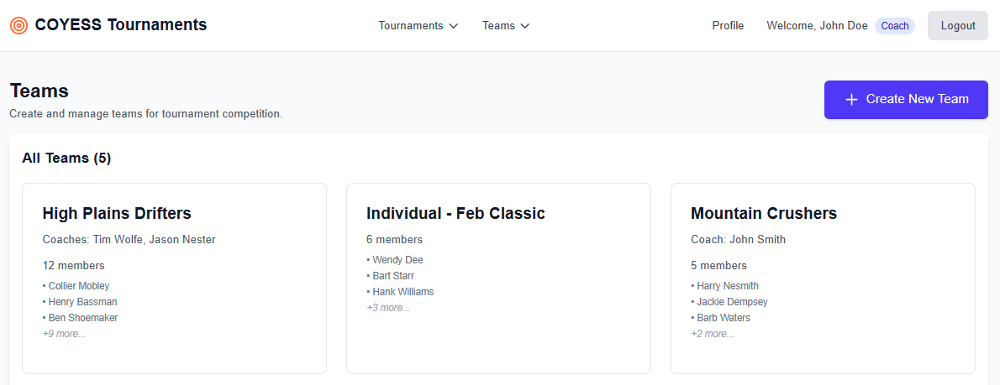 COYESS Tournaments
Tournaments
Teams
Profile
Welcome, John Doe
Coach
Logout
Teams
Create and manage teams for tournament competition.
Create New Team
All Teams (5)
High Plains Drifters
Coaches: Tim Wolfe, Jason Nester
12 members
• Collier Mobley
• Henry Bassman
• Ben Shoemaker
+9 more...
Individual - Feb Classic
6 members
• Wendy Dee
• Bart Starr
• Hank Williams
+3 more...
Mountain Crushers
Coach: John Smith
5 members
• Harry Nesmith
• Jackie Dempsey
• Barb Waters
+2 more...